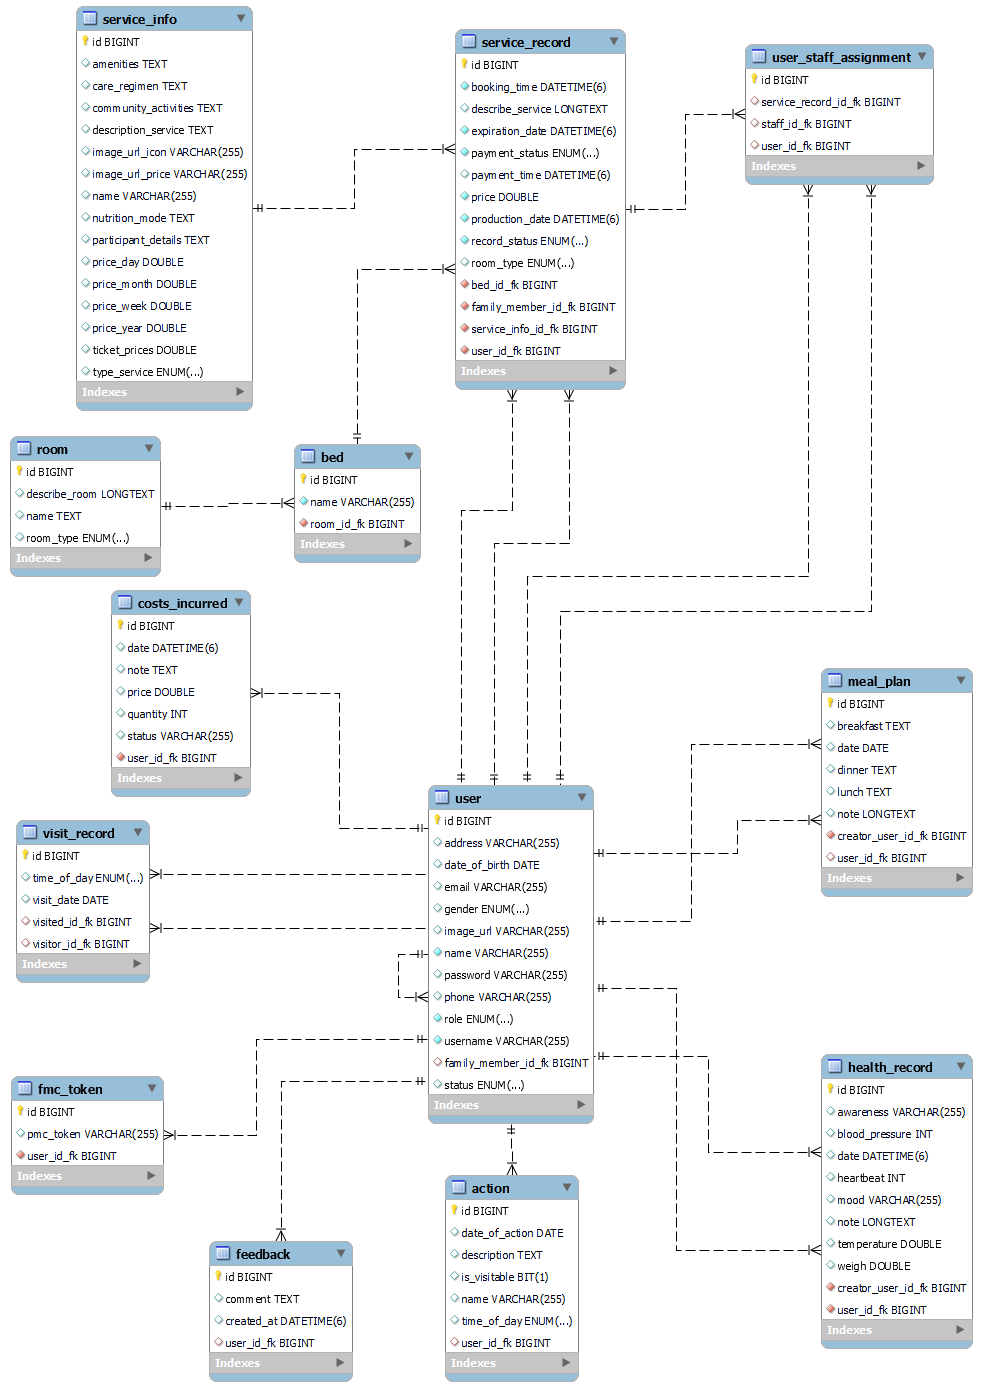 service_info
id BIGINT
amenities TEXT
care_regimen TEXT
community_activities TEXT
description_service TEXT
image_url_icon VARCHAR(255)
image_url_price VARCHAR(255)
name VARCHAR(255)
nutrition_mode TEXT
participant_details TEXT
price_day DOUBLE
price_month DOUBLE
price_week DOUBLE
price_year DOUBLE
ticket_prices DOUBLE
type_service ENUM(...)
Indexes
service_record
id BIGINT
booking_time DATETIME(6)
describe_service LONGTEXT
expiration_date DATETIME(6)
payment_status ENUM(...)
payment_time DATETIME(6)
price DOUBLE
production_date DATETIME(6)
record_status ENUM(...)
room_type ENUM(...)
bed_id_fk BIGINT
family_member_id_fk BIGINT
service_info_id_fk BIGINT
user_id_fk BIGINT
Indexes
user_staff_assignment
id BIGINT
service_record_id_fk BIGINT
staff_id_fk BIGINT
user_id_fk BIGINT
Indexes
room
id BIGINT
describe_room LONGTEXT
name TEXT
room_type ENUM(...)
Indexes
bed
id BIGINT
name VARCHAR(255)
room_id_fk BIGINT
Indexes
costs_incurred
id BIGINT
date DATETIME(6)
note TEXT
price DOUBLE
quantity INT
status VARCHAR(255)
user_id_fk BIGINT
Indexes
meal_plan
id BIGINT
breakfast TEXT
date DATE
dinner TEXT
lunch TEXT
note LONGTEXT
creator_user_id_fk BIGINT
user_id_fk BIGINT
Indexes
user
id BIGINT
address VARCHAR(255)
date_of_birth DATE
email VARCHAR(255)
gender ENUM(...)
image_url VARCHAR(255)
name VARCHAR(255)
password VARCHAR(255)
phone VARCHAR(255)
role ENUM(...)
username VARCHAR(255)
family_member_id_fk BIGINT
status ENUM(...)
Indexes
visit_record
id BIGINT
time_of_day ENUM(...)
visit_date DATE
visited_id_fk BIGINT
visitor_id_fk BIGINT
Indexes
fmc_token
id BIGINT
pmc_token VARCHAR(255)
user_id_fk BIGINT
Indexes
health_record
id BIGINT
awareness VARCHAR(255)
blood_pressure INT
date DATETIME(6)
heartbeat INT
mood VARCHAR(255)
note LONGTEXT
temperature DOUBLE
weigh DOUBLE
creator_user_id_fk BIGINT
user_id_fk BIGINT
Indexes
action
id BIGINT
date_of_action DATE
description TEXT
is_visitable BIT(1)
name VARCHAR(255)
time_of_day ENUM(...)
user_id_fk BIGINT
Indexes
feedback
id BIGINT
comment TEXT
created_at DATETIME(6)
user_id_fk BIGINT
Indexes